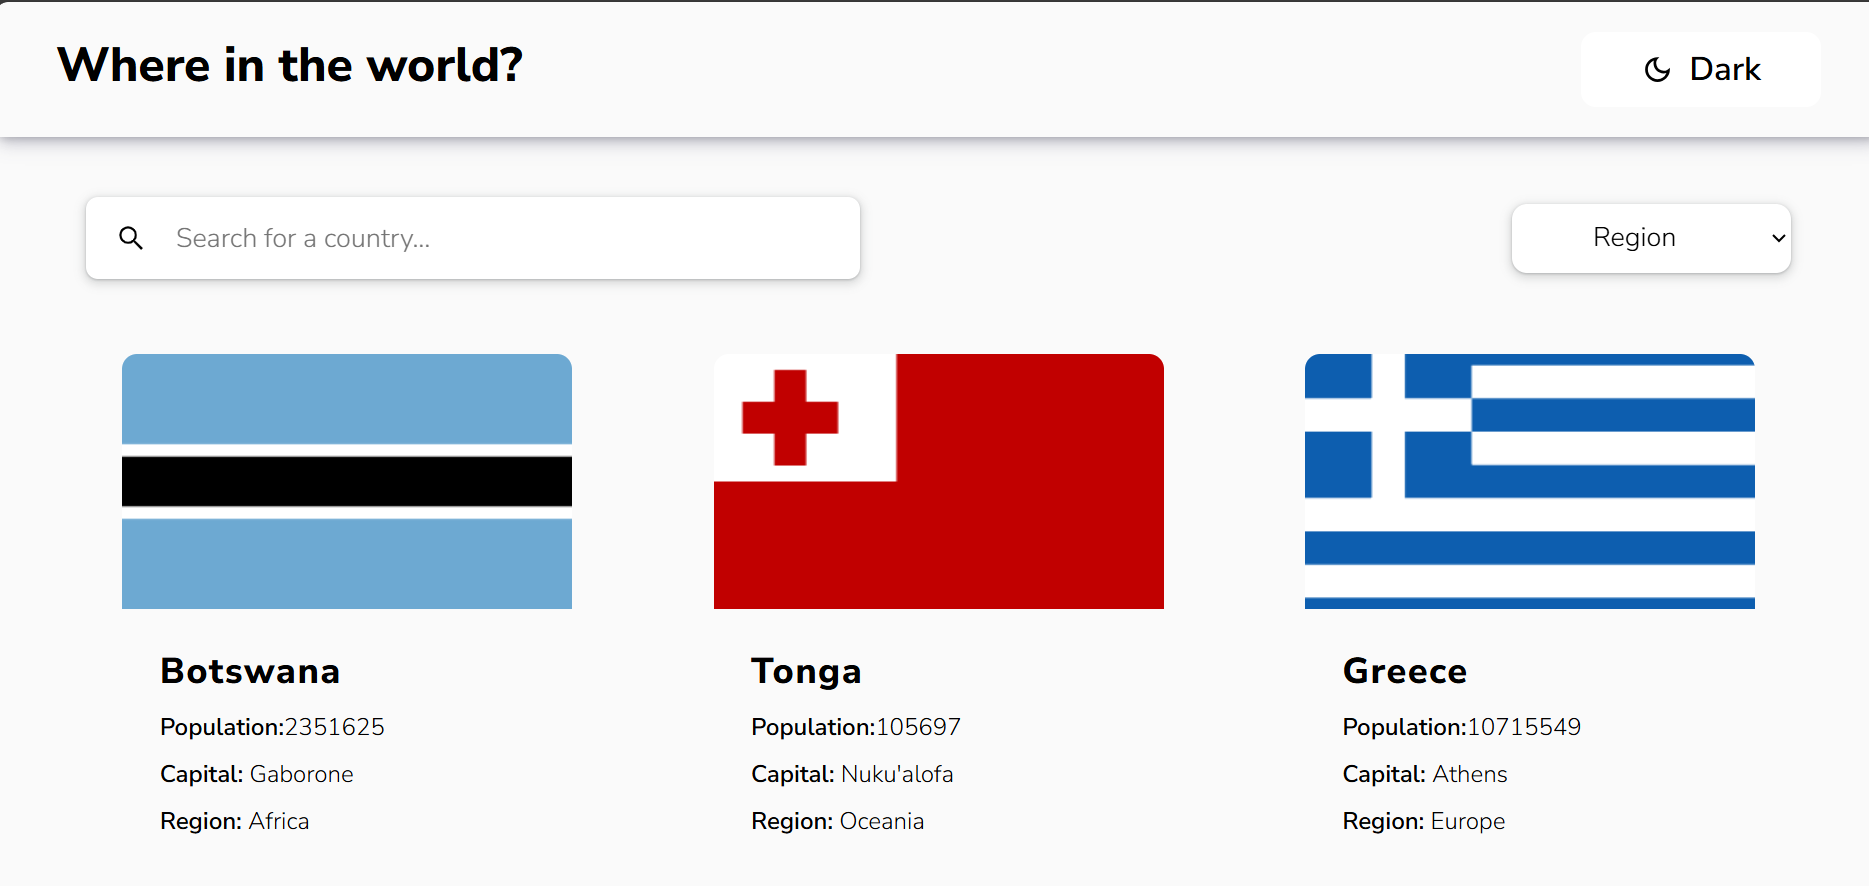 Where in the world?
Dark
Search for a country...
Region
Botswana
Population:2351625
Capital: Gaborone
Region: Africa
Tonga
Population:105697
Capital: Nuku'alofa
Region: Oceania
Greece
Population:10715549
Capital: Athens
Region: Europe